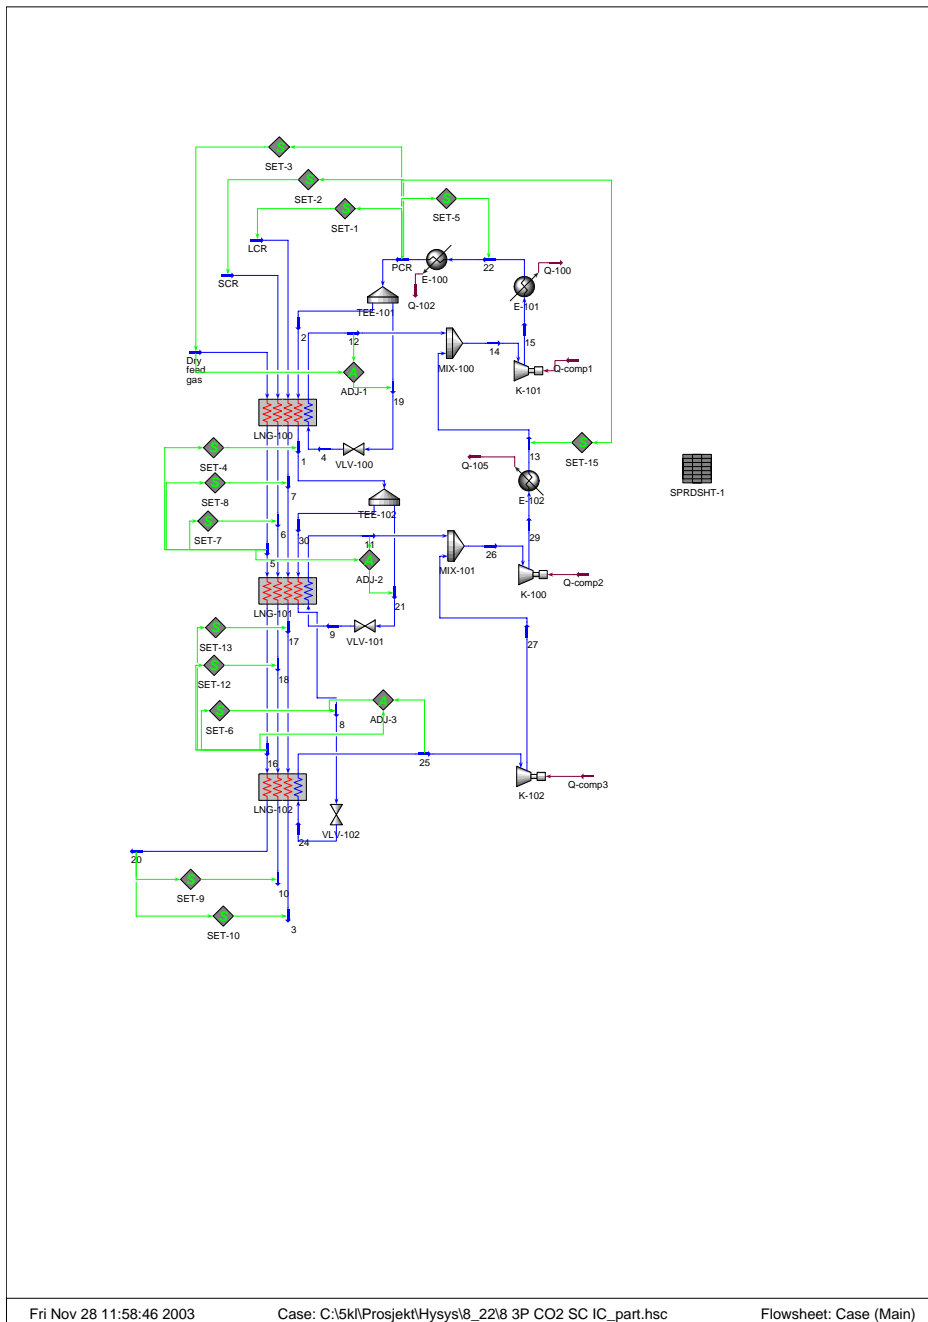 SET-3
SET-2
SET-5
SET-1
LCR
PCR
22
E-100
Q-100
SCR
Q-102
E-101
TEE-101
2
12
15
MIX-100
14
Dry
feed
gas
Q-comp1
ADJ-1
K-101
19
LNG-100
1
4
VLV-100
13
SET-15
SET-4
Q-105
SET-8
7
E-102
SPRDSHT-1
TEE-102
6
30
SET-7
29
11
MIX-101
26
5
ADJ-2
K-100
Q-comp2
LNG-101
21
9
VLV-101
17
27
SET-13
18
SET-12
SET-6
8
ADJ-3
16
25
K-102
Q-comp3
LNG-102
24
VLV-102
20
SET-9
10
SET-10
3
Fri Nov 28 11:58:46 2003 Case: C:\5kl\Prosjekt\Hysys\8_22\8 3P CO2 SC IC_part.hsc Flowsheet: Case (Main)